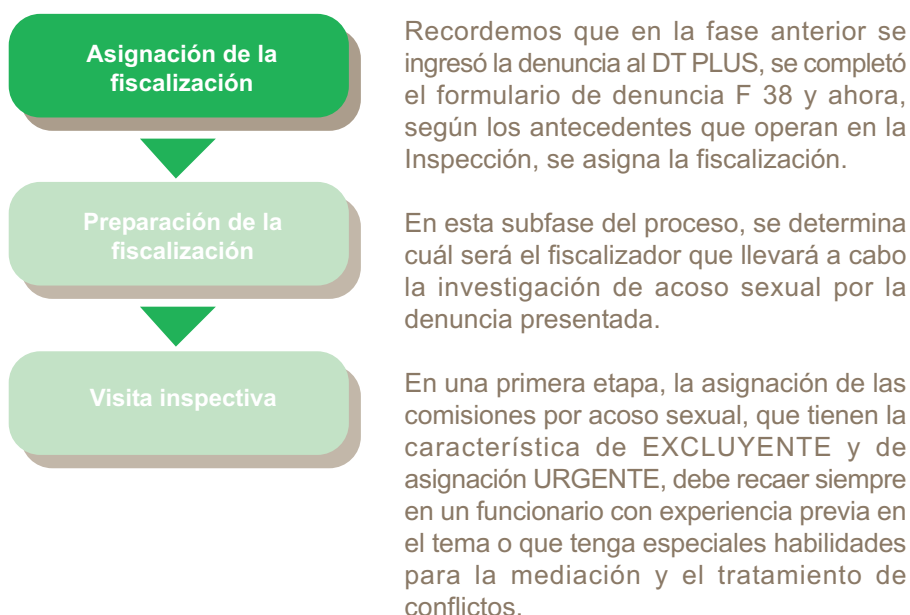 Asignación de la
fiscalización
Preparación de la
fiscalización
Visita inspectiva
Recordemos que en la fase anterior se
ingresó la denuncia al DT PLUS, se completó
el formulario de denuncia F 38 y ahora,
según los antecedentes que operan en la
Inspección, se asigna la fiscalización.
En esta subfase del proceso, se determina
cuál será el fiscalizador que llevará a cabo
la investigación de acoso sexual por la
denuncia presentada.
En una primera etapa, la asignación de las
comisiones por acoso sexual, que tienen la
característica de EXCLUYENTE y de
asignación URGENTE, debe recaer siempre
en un funcionario con experiencia previa en
el tema o que tenga especiales habilidades
para la mediación y el tratamiento de
conflictos.